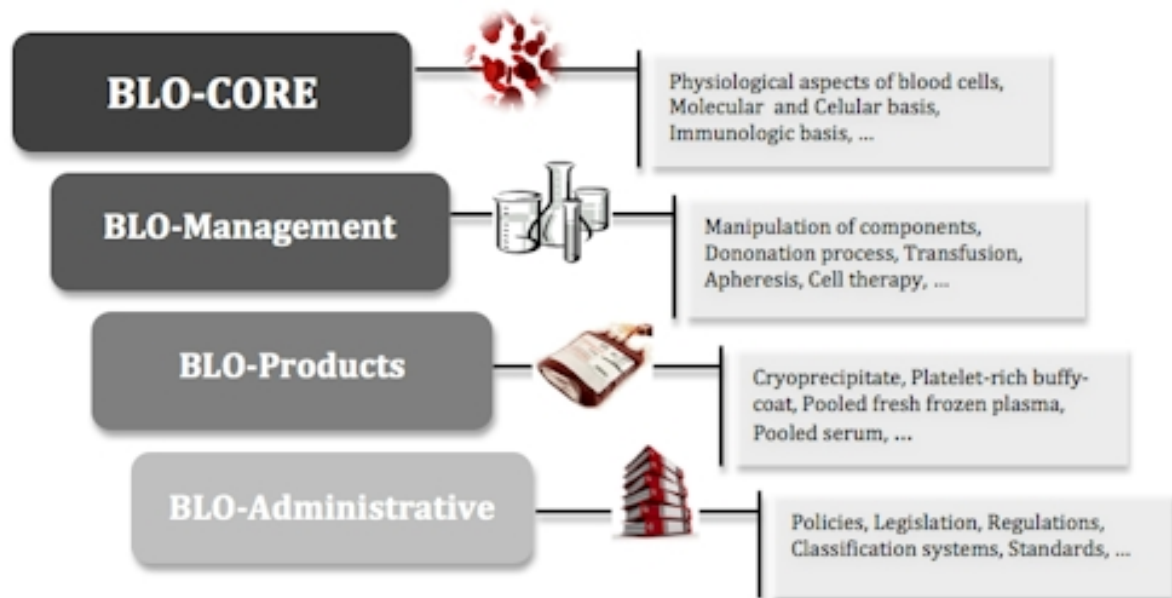 BLO-CORE
Physiological aspects of blood cells,
Molecular and Celular basis,
Immunologic basis, ...
BLO-Management
Manipulation of components,
Dononation process, Transfusion,
Apheresis, Cell therapy, ...
BLO-Products
Cryoprecipitate, Platelet-rich buffy-
coat, Pooled fresh frozen plasma,
Pooled serum, ...
BLO-Administrative
Policies, Legislation, Regulations,
Classification systems, Standards, ...